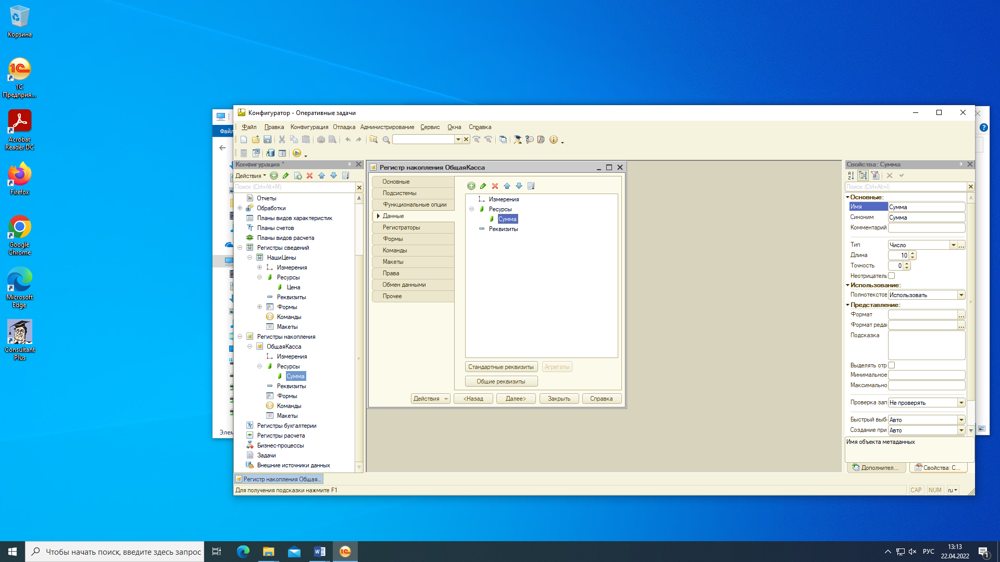 Корзина
1C
Предприя...
Acrobat
Reader DC
Firefox
Google
Chrome
Microsoft
Edge
Consultant
Plus
Файл
Элем
Конфигуратор - Оперативные задачи
Файл Правка Конфигурация Отладка Администрирование Сервис Окна Справка
Конфигурация *
Действия
Поиск (Ctrl+Alt+M)
Отчеты
Обработки
Планы видов характеристик
Планы счетов
Планы видов расчета
Регистры сведений
НашиЦены
Измерения
Ресурсы
Цена
Реквизиты
Формы
Команды
Макеты
Регистры накопления
ОбщаяКасса
Измерения
Ресурсы
Сумма
Реквизиты
Формы
Команды
Макеты
Регистры бухгалтерии
Регистры расчета
Бизнес-процессы
Задачи
Внешние источники данных
Регистр накопления ОбщаяКасса
Основные
Подсистемы
Функциональные опции
Данные
Регистраторы
Формы
Команды
Макеты
Права
Обмен данными
Прочее
Измерения
Ресурсы
Сумма
Реквизиты
Стандартные реквизиты
Агрегаты
Общие реквизиты
Действия <Назад Далее> Закрыть Справка
Свойства: Сумма
Поиск (Ctrl+Alt+I)
Основные:
Имя Сумма
Синоним Сумма
Комментарий
Тип Число ...
Длина 10
Точность 0
Неотрицатель
Использование:
Полнотекстов Использовать
Представление:
Формат ...
Формат реда ...
Подсказка
Выделять отр
Минимальное
Максимально
Проверка зап Не проверять
Быстрый выб Авто
Создание при Авто
Имя объекта метаданных
Дополнител... Свойства: С...
Регистр накопления Общая...
Для получения подсказки нажмите F1
CAP NUM ru
Чтобы начать поиск, введите здесь запрос
РУС
13:13
22.04.2022
1